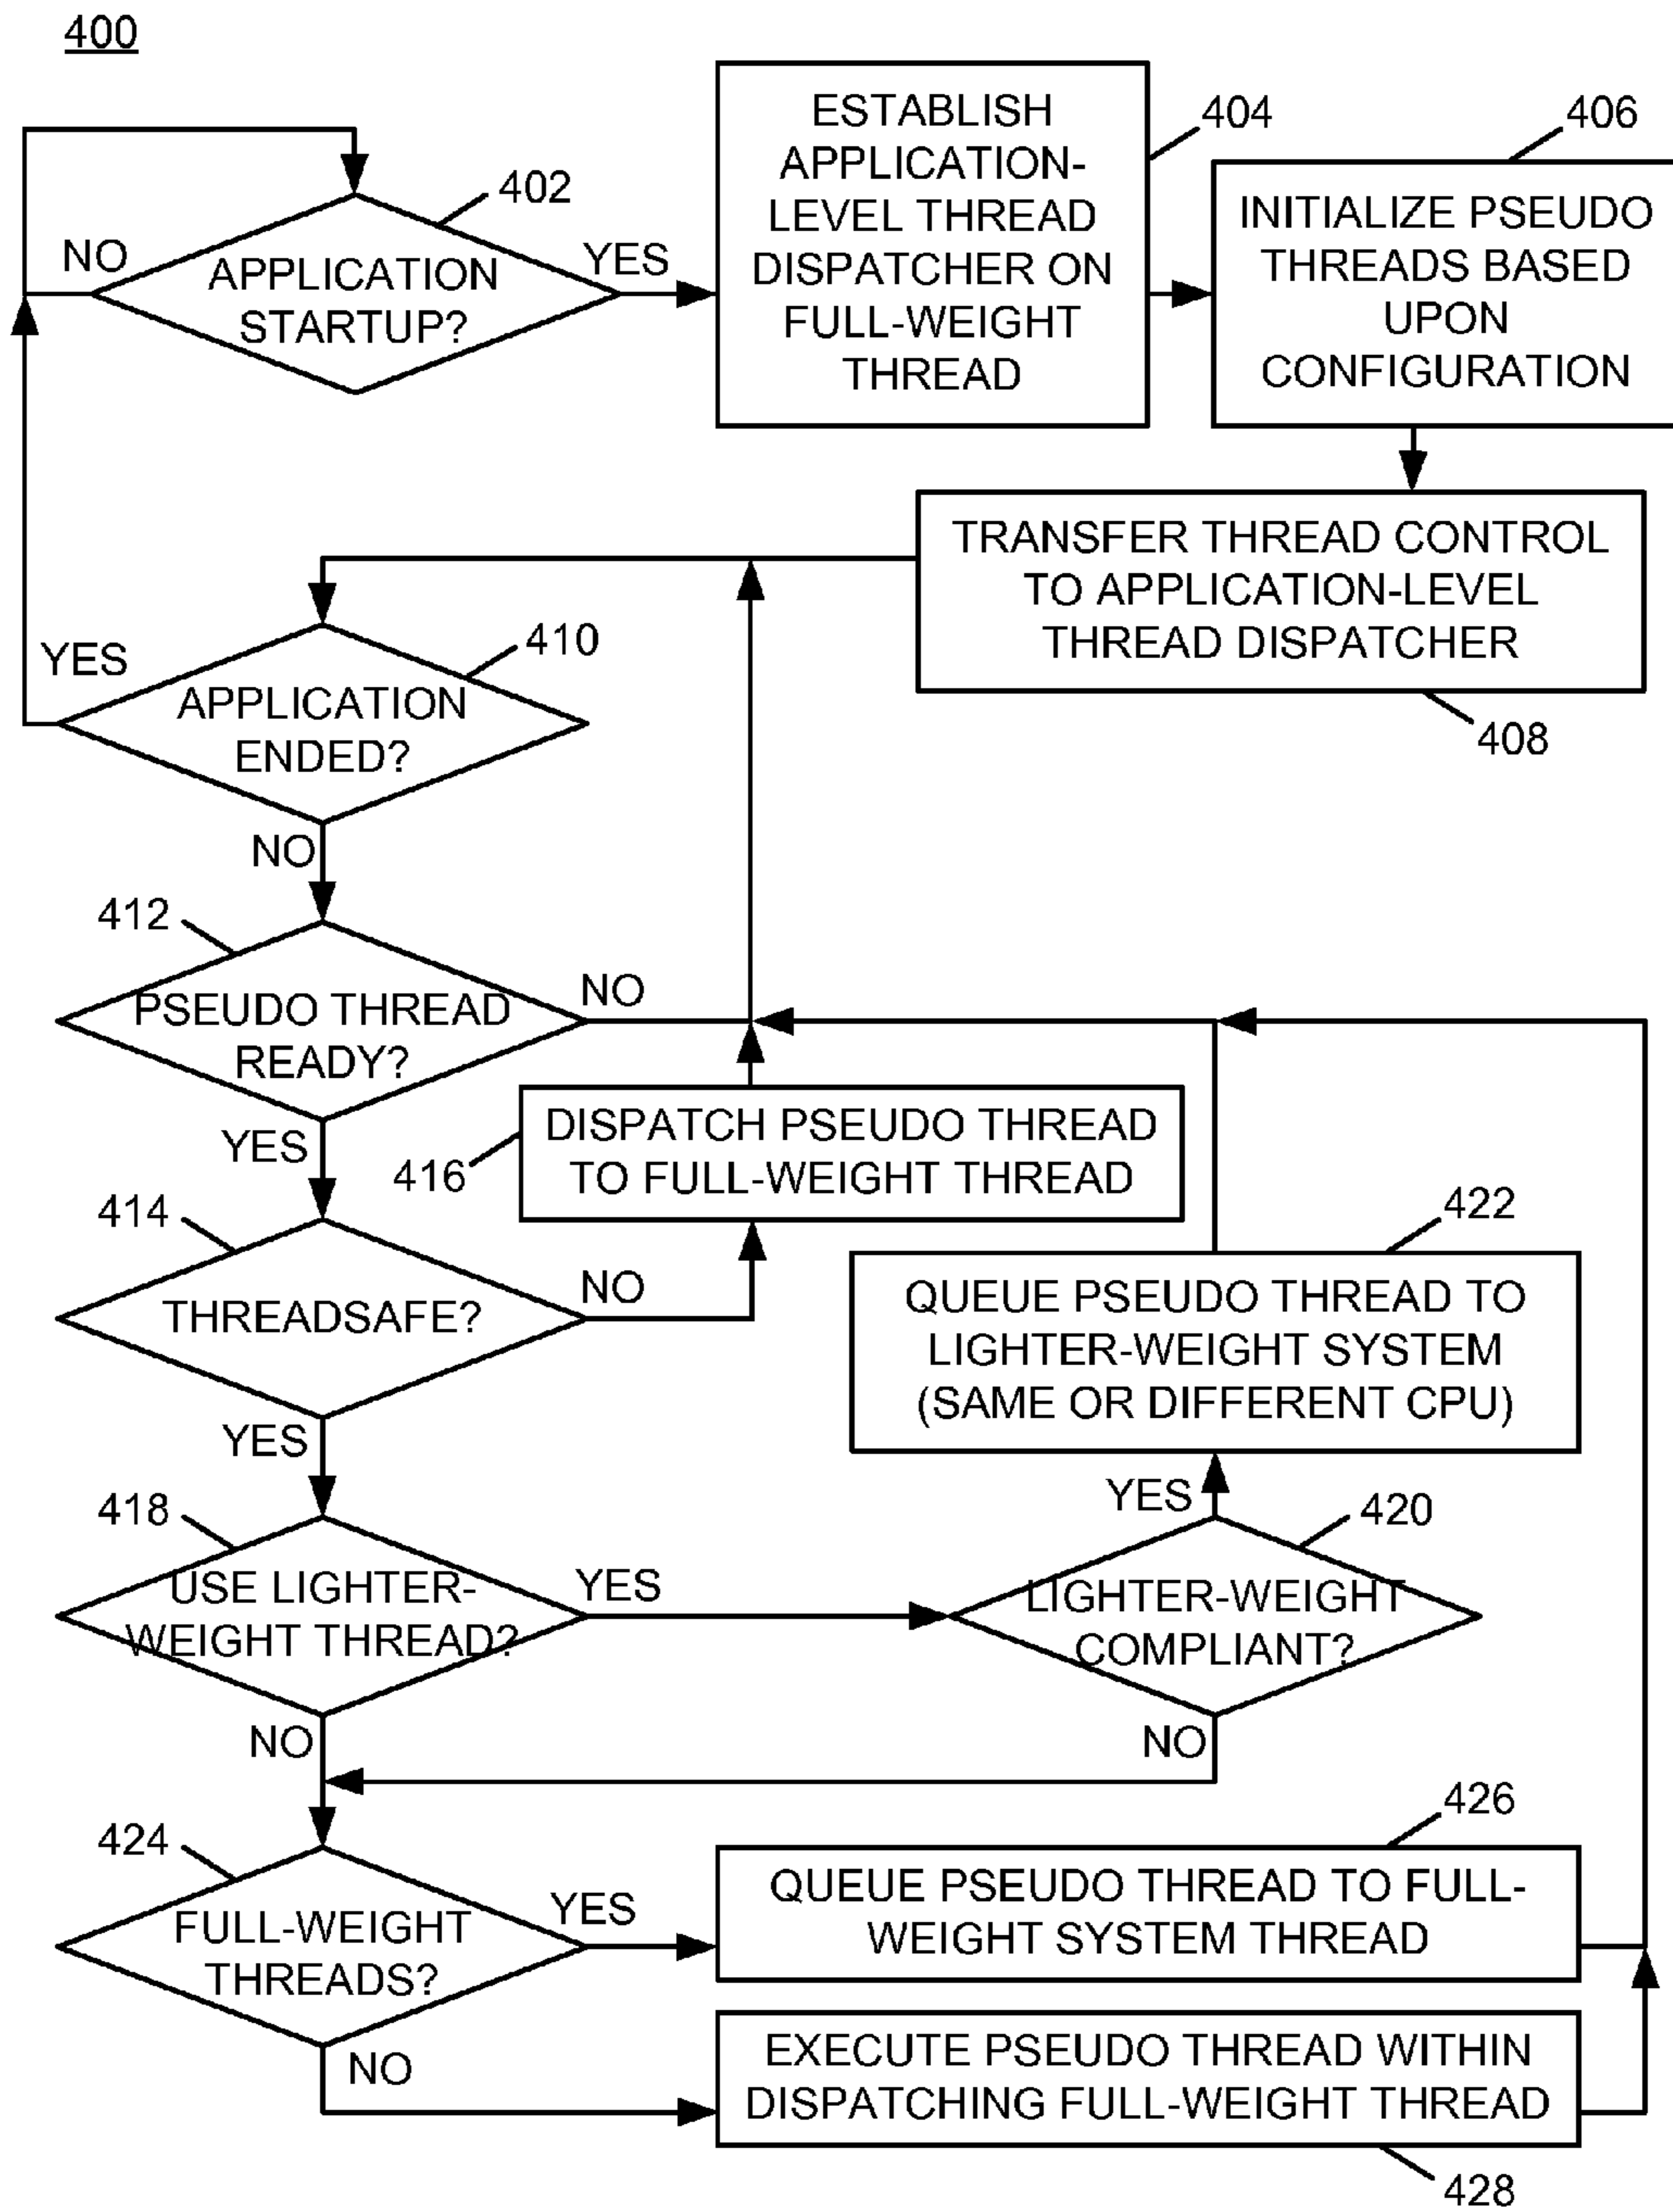 400
402
NO
APPLICATION
STARTUP?
YES
ESTABLISH
APPLICATION-
LEVEL THREAD
DISPATCHER ON
FULL-WEIGHT
THREAD
404
406
INITIALIZE PSEUDO
THREADS BASED
UPON
CONFIGURATION
TRANSFER THREAD CONTROL
TO APPLICATION-LEVEL
THREAD DISPATCHER
408
410
YES
APPLICATION
ENDED?
NO
412
PSEUDO THREAD
READY?
NO
YES
DISPATCH PSEUDO THREAD
TO FULL-WEIGHT THREAD
416
414
THREADSAFE?
NO
YES
422
QUEUE PSEUDO THREAD TO
LIGHTER-WEIGHT SYSTEM
(SAME OR DIFFERENT CPU)
418
USE LIGHTER-
WEIGHT THREAD?
YES
NO
YES
420
LIGHTER-WEIGHT
COMPLIANT?
NO
424
FULL-WEIGHT
THREADS?
YES
NO
426
QUEUE PSEUDO THREAD TO FULL-
WEIGHT SYSTEM THREAD
EXECUTE PSEUDO THREAD WITHIN
DISPATCHING FULL-WEIGHT THREAD
428